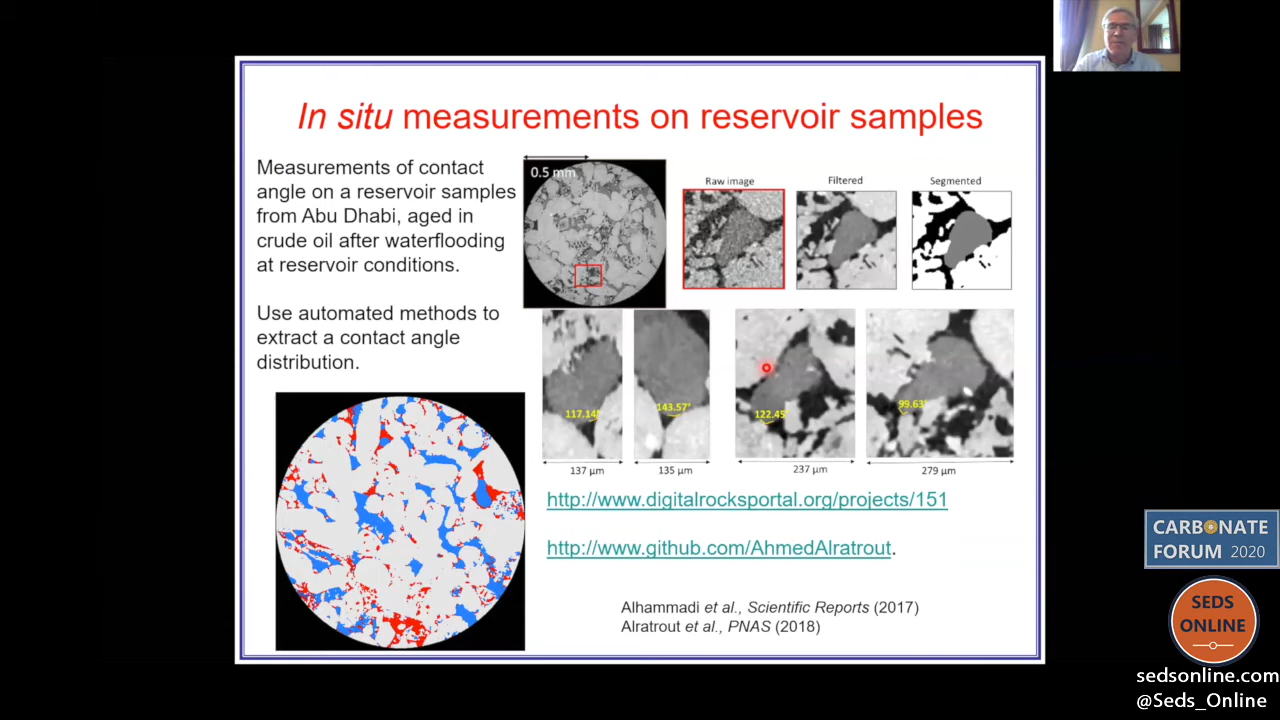 In situ measurements on reservoir samples
Measurements of contact
angle on a reservoir samples
from Abu Dhabi, aged in
crude oil after waterflooding
at reservoir conditions.
Use automated methods to
extract a contact angle
distribution.
0.5 mm
Raw image
Filtered
Segmented
117.14°
143.57°
122.45°
99.63°
137 µm
135 µm
237 µm
279 µm
http://www.digitalrocksportal.org/projects/151
http://www.github.com/AhmedAlratrout.
Alhammadi et al., Scientific Reports (2017)
Alratrout et al., PNAS (2018)
CARBONATE
FORUM 2020
SEDS
ONLINE
sedsonline.com
@Seds_Online